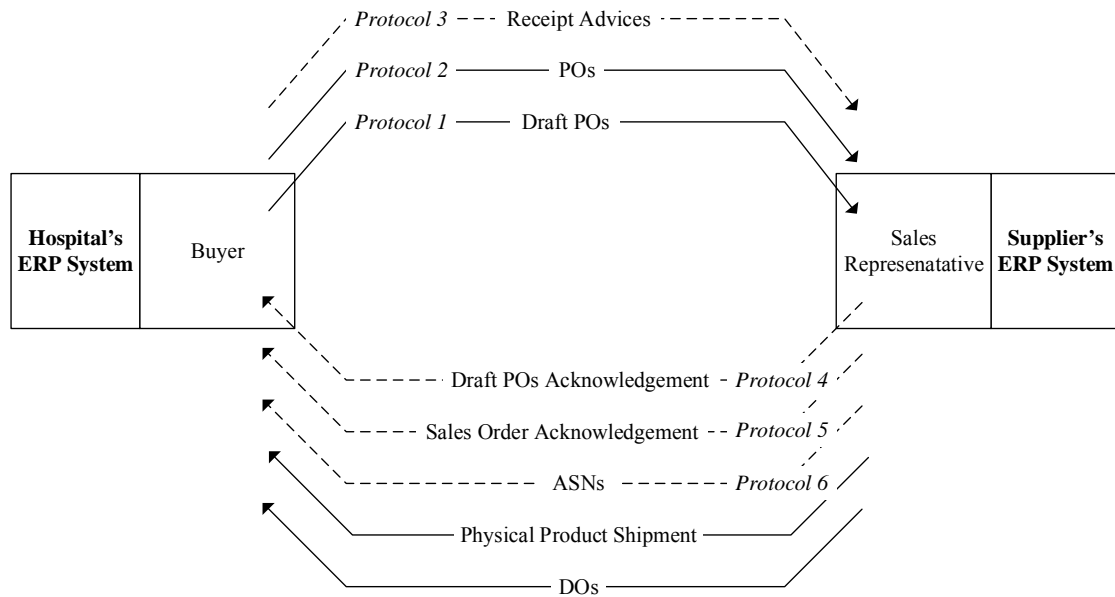 Protocol 3 Receipt Advices
Protocol 2 POs
Protocol 1 Draft POs
Hospital's
ERP System
Buyer
Sales
Represenatative
Supplier's
ERP System
Draft POs Acknowledgement Protocol 4
Sales Order Acknowledgement Protocol 5
ASNs Protocol 6
Physical Product Shipment
DOs